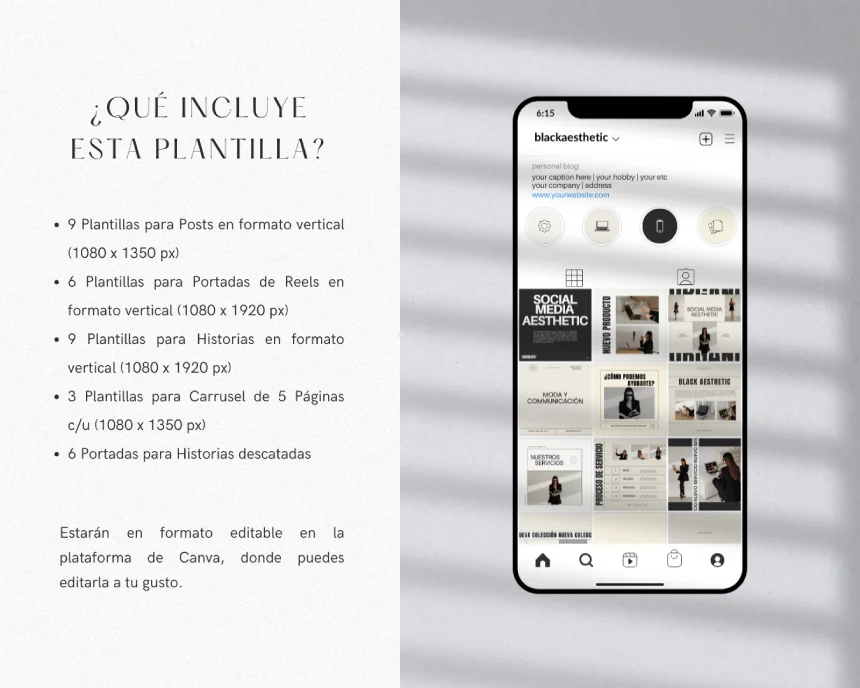 ¿QUÉ INCLUYE
ESTA PLANTILLA?
• 9 Plantillas para Posts en formato vertical
(1080 x 1350 px)
• 6 Plantillas para Portadas de Reels en
formato vertical (1080 x 1920 px)
• 9 Plantillas para Historias en formato
vertical (1080 x 1920 px)
• 3 Plantillas para Carrusel de 5 Páginas
c/u (1080 x 1350 px)
• 6 Portadas para Historias descatadas
Estarán en formato editable en la
plataforma de Canva, donde puedes
editarla a tu gusto.
6:15
blackaesthetic
personal blog
your caption here | your hobby | your etc
your company | address
www.yourwebsite.com
SOCIAL
MEDIA
AESTHETIC
NUEVO PRODUCTO
SOCIAL MEDIA
AESTHETIC
MODA Y
COMUNICACIÓN
¿CÓMO PODEMOS
AYUDARTE?
BLACK AESTHETIC
NUESTROS
SERVICIOS
PROCESO DE SERVICIO
NUEVO SERVICIO NUEVO
COLECCIÓN NUEVA